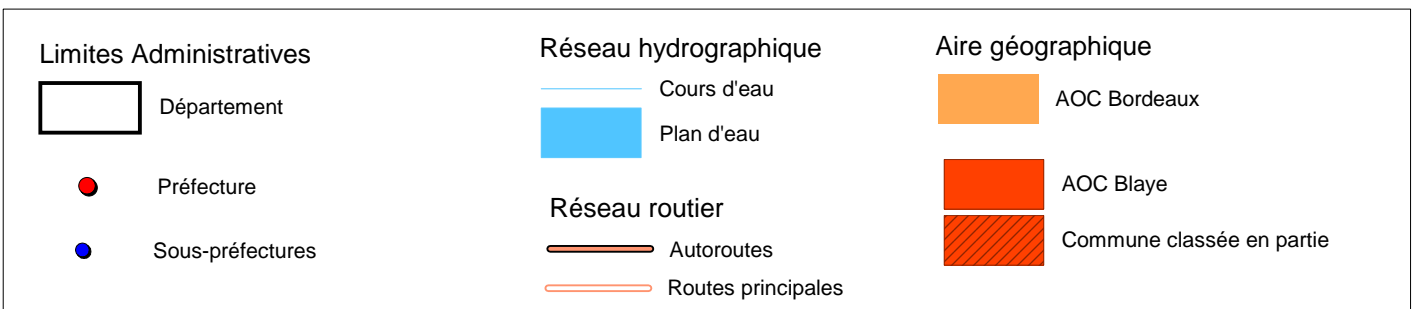 Limites Administratives
Département
Préfecture
Sous-préfectures
Réseau hydrographique
Cours d'eau
Plan d'eau
Réseau routier
Autoroutes
Routes principales
Aire géographique
AOC Bordeaux
AOC Blaye
Commune classée en partie